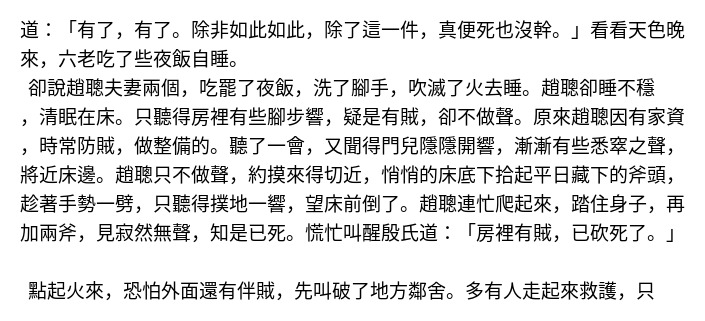 道：「有了，有了。除非如此如此，除了這一件，真便死也沒幹。」看看天色晚
來，六老吃了些夜飯自睡。
卻說趙聰夫妻兩個，吃罷了夜飯，洗了腳手，吹滅了火去睡。趙聰卻睡不穩
，清眠在床。只聽得房裡有些腳步響，疑是有賊，卻不做聲。原來趙聰因有家資
，時常防賊，做整備的。聽了一會，又聞得門兒隱隱開響，漸漸有些悉窣之聲，
將近床邊。趙聰只不做聲，約摸來得切近，悄悄的床底下拾起平日藏下的斧頭，
趁著手勢一劈，只聽得撲地一響，望床前倒了。趙聰連忙爬起來，踏住身子，再
加兩斧，見寂然無聲，知是已死。慌忙叫醒殷氏道：「房裡有賊，已砍死了。」
點起火來，恐怕外面還有伴賊，先叫破了地方鄰舍。多有人走起來救護，只